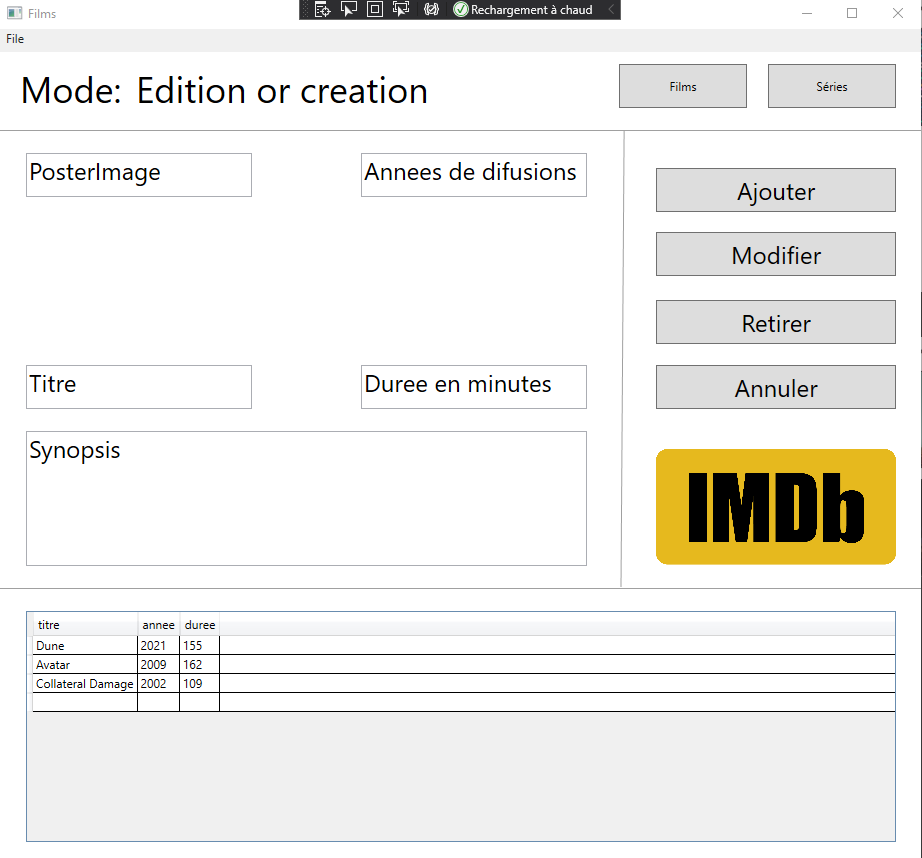 Films
Rechargement à chaud
File
Mode: Edition or creation
Films
Séries
PosterImage
Annees de difusions
Ajouter
Modifier
Retirer
Titre
Duree en minutes
Annuler
Synopsis
IMDb
titre annee duree
Dune 2021 155
Avatar 2009 162
Collateral Damage 2002 109